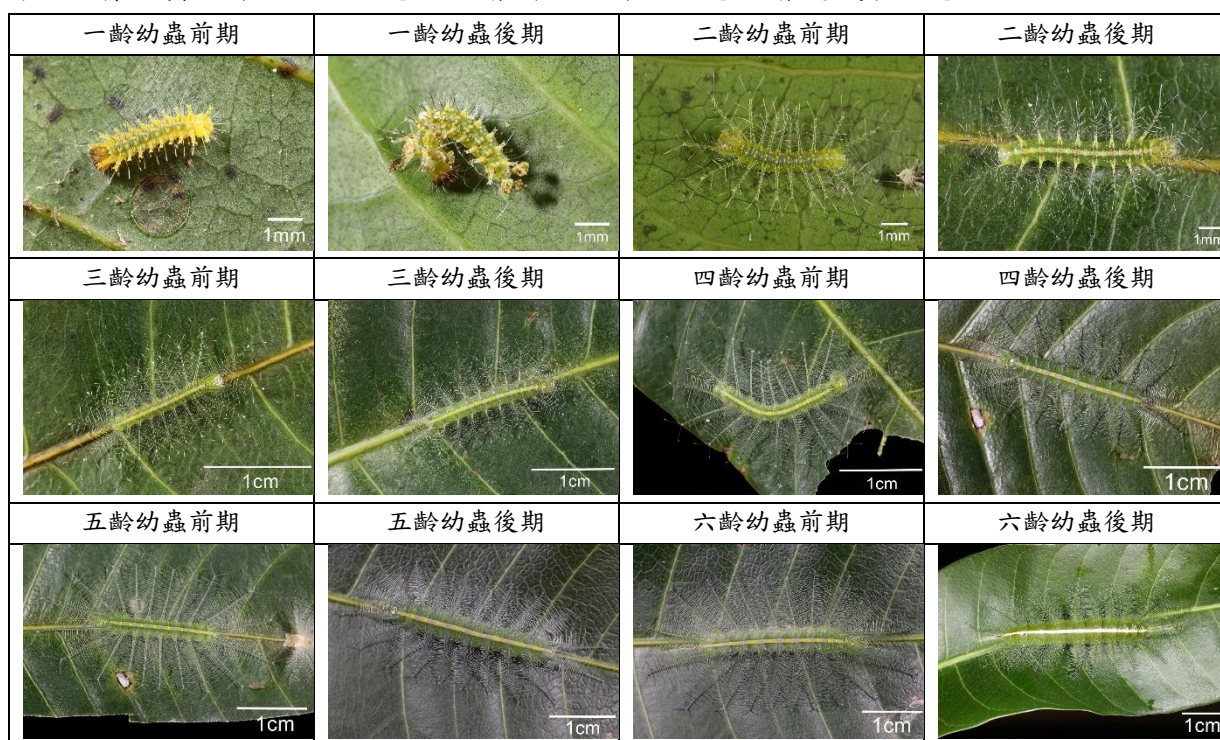 一齡幼蟲前期 一齡幼蟲後期 二齡幼蟲前期 二齡幼蟲後期
1mm 1mm 1mm 1mm
三齡幼蟲前期 三齡幼蟲後期 四齡幼蟲前期 四齡幼蟲後期
1cm 1cm 1cm 1cm
五齡幼蟲前期 五齡幼蟲後期 六齡幼蟲前期 六齡幼蟲後期
1cm 1cm 1cm 1cm